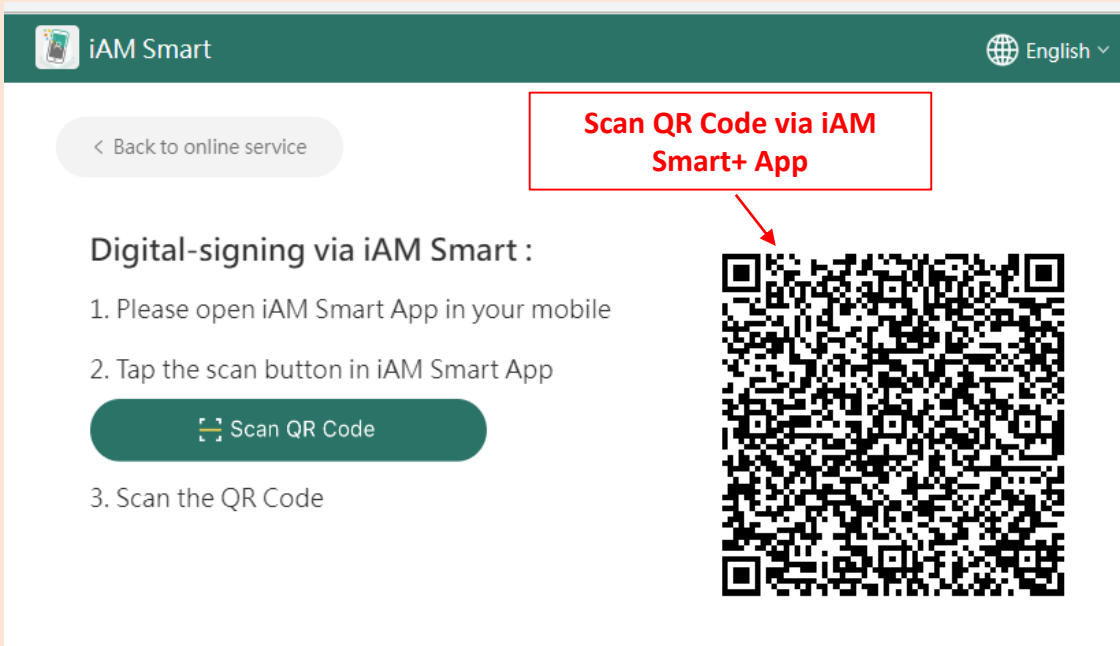 iAM Smart
English
Scan QR Code via iAM
Smart+ App
< Back to online service
Digital-signing via iAM Smart :
1. Please open iAM Smart App in your mobile
2. Tap the scan button in iAM Smart App
Scan QR Code
3. Scan the QR Code